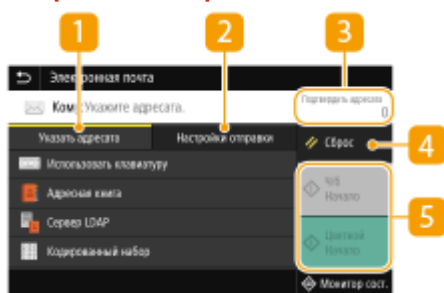 1 2 3
Электронная почта
Кому: Укажите адресата.
Подтвердить адресата
0
Указать адресата Настройки отправки
Сброс 4
Использовать клавиатуру
Адресная книга
Ч/б
Начало
5
Сервер LDAP
Цветной
Начало
Кодированный набор
Монитор сост.